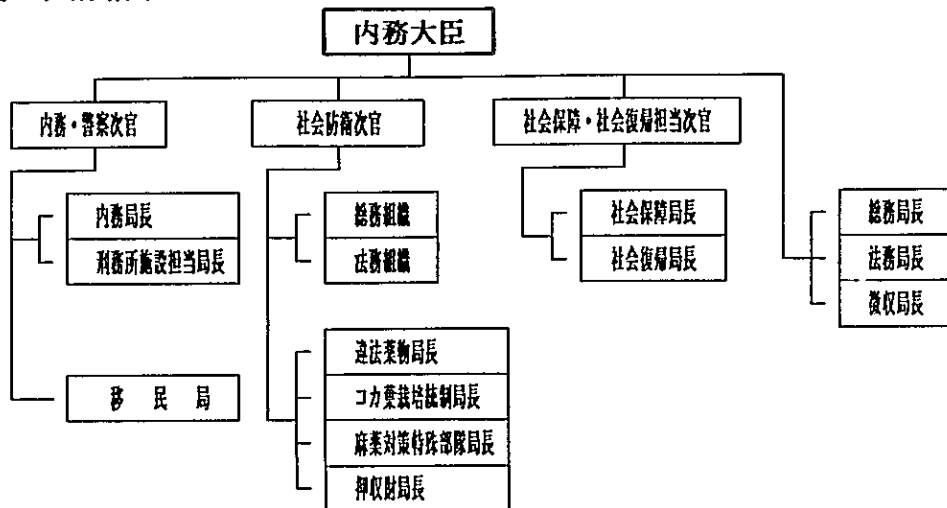 内務大臣
内務・警察次官
社会防衛次官
社会保障・社会復帰担当次官
内務局長
刑務所施設担当局長
移民局
総務組織
法務組織
違法薬物局長
コカ葉栽培統制局長
麻薬対策特殊部隊局長
押収財局長
社会保障局長
社会復帰局長
総務局長
法務局長
徴収局長